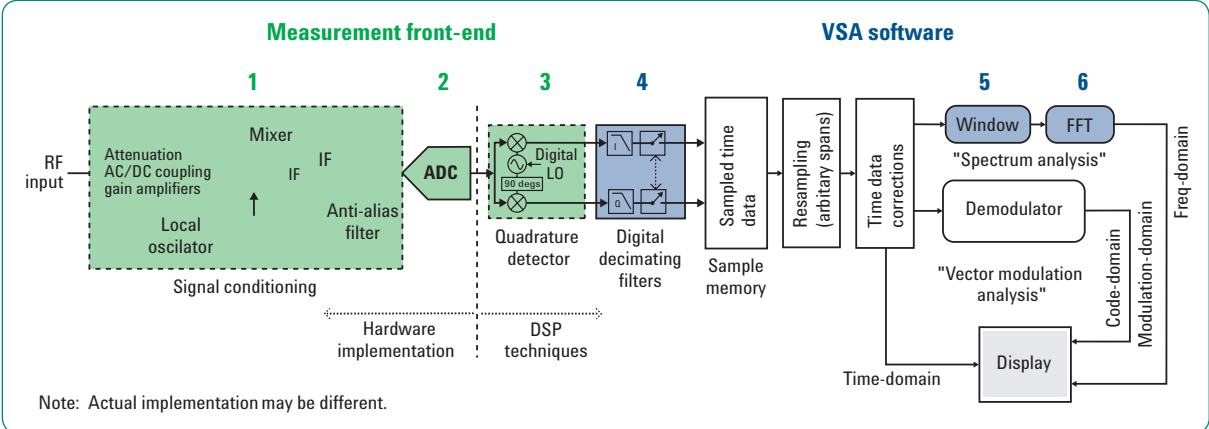 Measurement front-end
VSA software
1
2
3
4
5
6
RF
input
Attenuation
AC/DC coupling
gain amplifiers
Mixer
IF
IF
Local
oscilator
Anti-alias
filter
Signal conditioning
ADC
Digital
LO
90 degs
Quadrature
detector
I
Q
Digital
decimating
filters
Sampled time
data
Sample
memory
Resampling
(arbitary spans)
Time data
corrections
Window
FFT
"Spectrum analysis"
Demodulator
"Vector modulation
analysis"
Code-domain
Modulation-domain
Freq-domain
Time-domain
Display
Hardware
implementation
DSP
techniques
Note: Actual implementation may be different.